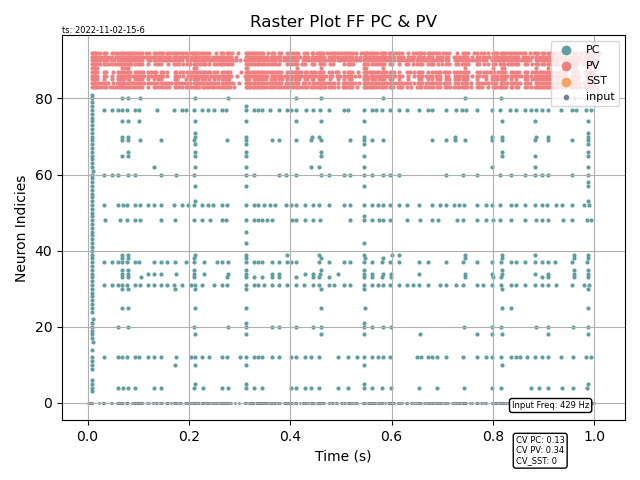 Raster Plot FF PC & PV
ts: 2022-11-02-15-6
PC
PV
SST
input
80
60
40
20
0
Neuron Indicies
Input Freq: 429 Hz
0.0 0.2 0.4 0.6 0.8 1.0
Time (s)
CV PC: 0.13
CV PV: 0.34
CV_SST: 0